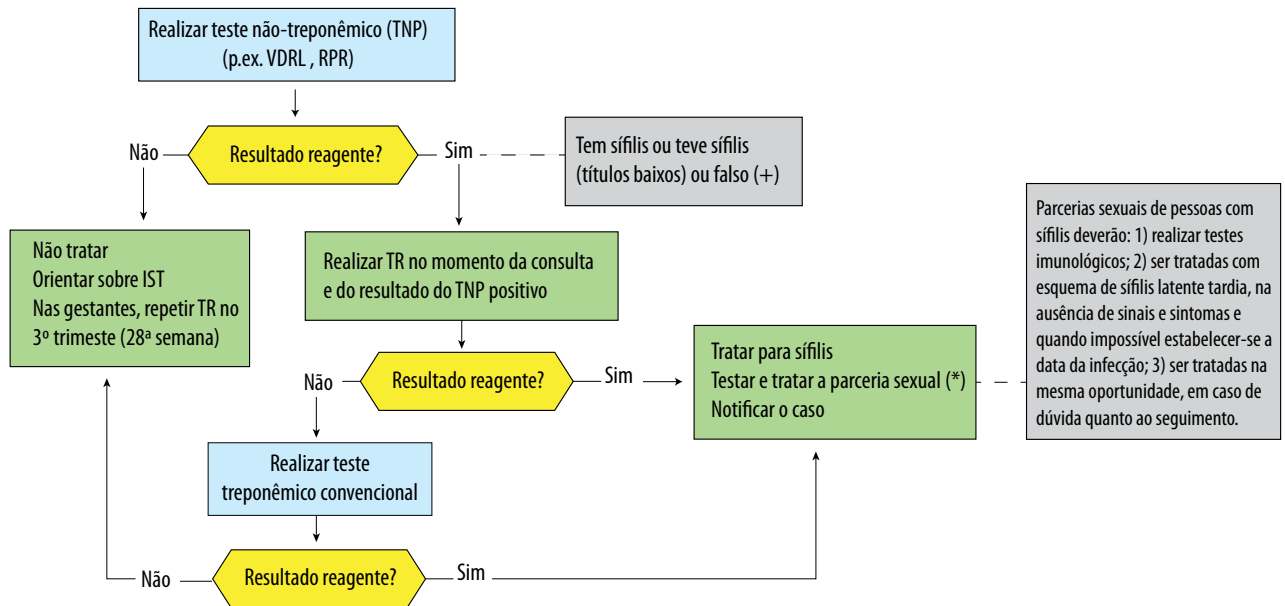 Realizar teste não-treponêmico (TNP)
(p.ex. VDRL , RPR)
Não
Resultado reagente?
Sim
Tem sífilis ou teve sífilis
(títulos baixos) ou falso (+)
Não tratar
Orientar sobre IST
Nas gestantes, repetir TR no
3º trimestre (28ª semana)
Realizar TR no momento da consulta
e do resultado do TNP positivo
Parcerias sexuais de pessoas com
sífilis deverão: 1) realizar testes
imunológicos; 2) ser tratadas com
esquema de sífilis latente tardia, na
ausência de sinais e sintomas e
quando impossível estabelecer-se a
data da infecção; 3) ser tratadas na
mesma oportunidade, em caso de
dúvida quanto ao seguimento.
Não
Resultado reagente?
Sim
Tratar para sífilis
Testar e tratar a parceria sexual (*)
Notificar o caso
Realizar teste
treponêmico convencional
Não
Resultado reagente?
Sim